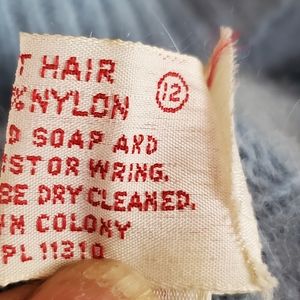 T HAIR
% NYLON
12
D SOAP AND
IST OR WRING.
BE DRY CLEANED.
M COLONY
PL 11310